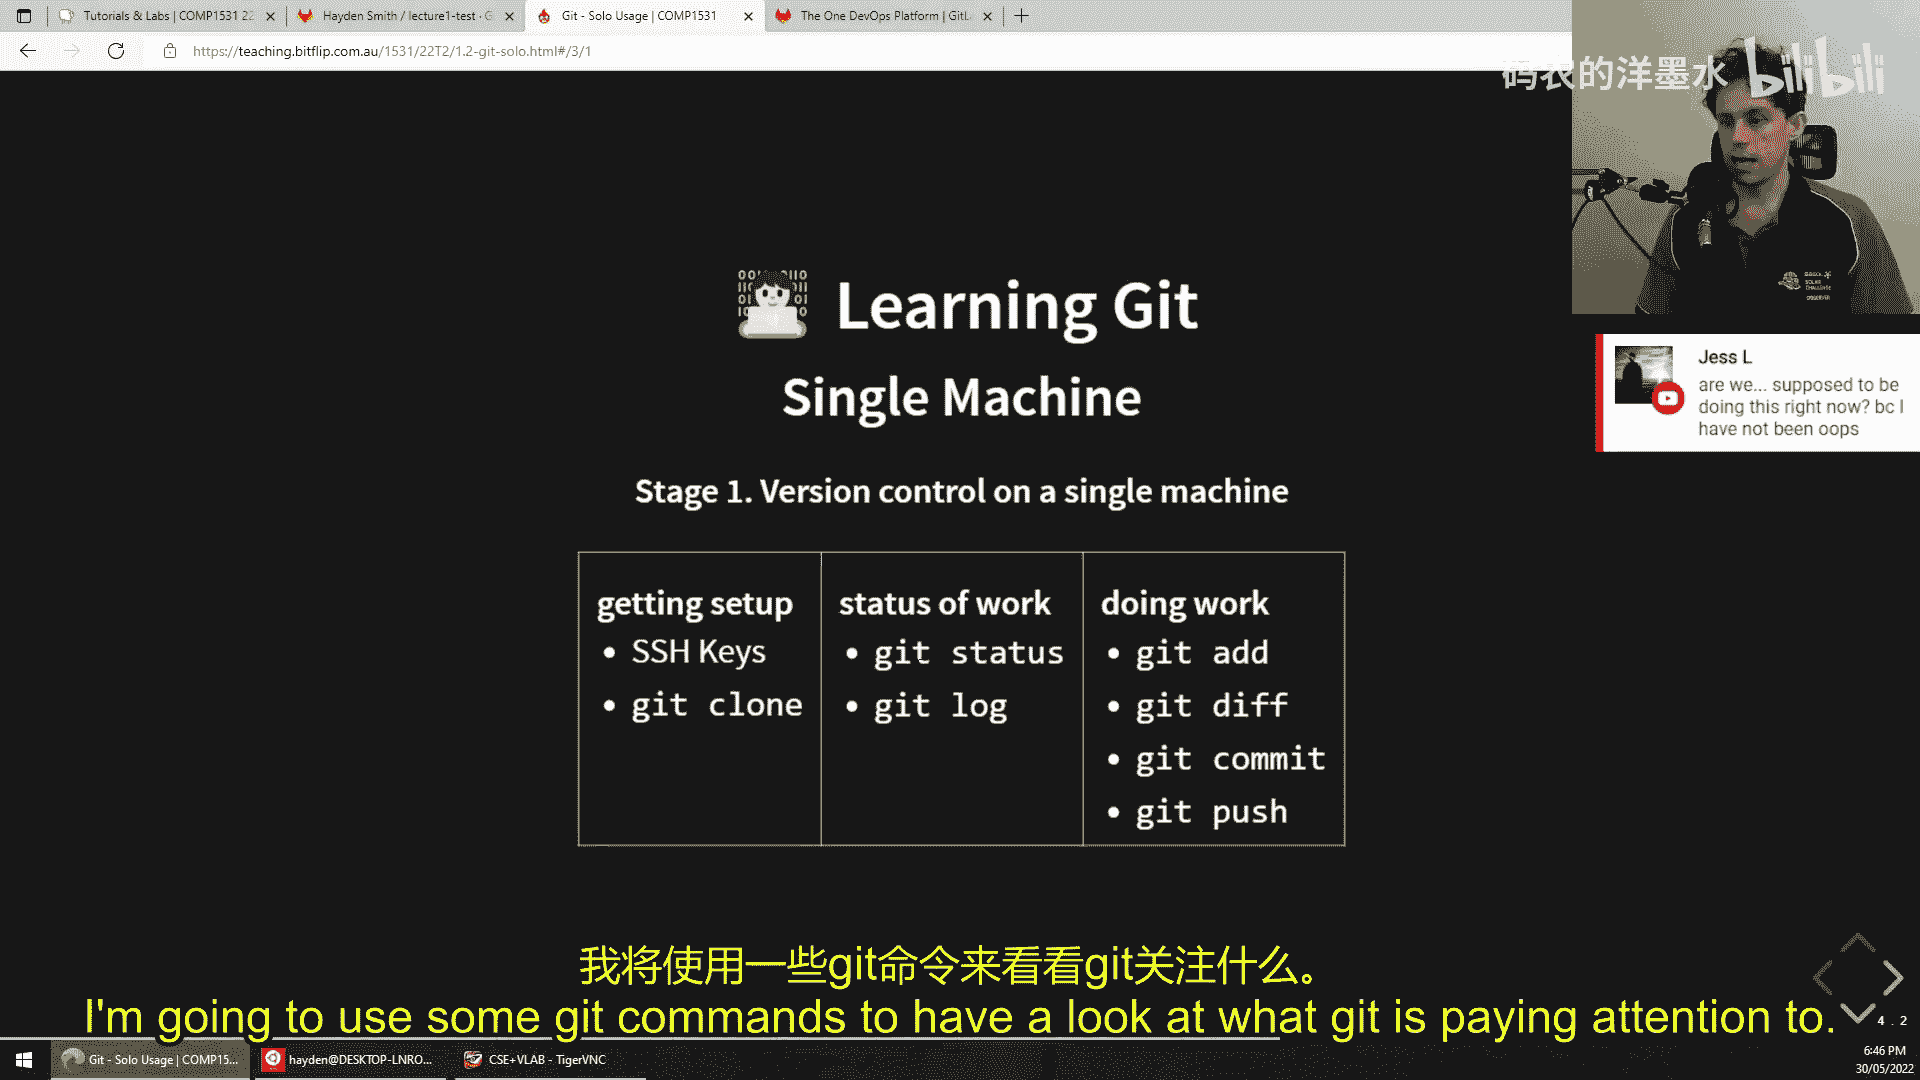 Tutorials & Labs | COMP1531 22
Hayden Smith / lecture1-test · G
Git - Solo Usage | COMP1531
The One DevOps Platform | GitL
https://teaching.bitflip.com.au/1531/22T2/1.2-git-solo.html#/3/1
码农的洋墨水 bilibili
Learning Git
Single Machine
Jess L
are we... supposed to be
doing this right now? bc I
have not been oops
Stage 1. Version control on a single machine
getting setup
• SSH Keys
• git clone
status of work
• git status
• git log
doing work
• git add
• git diff
• git commit
• git push
我将使用一些git命令来看看git关注什么。
I'm going to use some git commands to have a look at what git is paying attention to.
4 . 2
Git - Solo Usage | COMP15...
hayden@DESKTOP-LNRO...
CSE+VLAB - TigerVNC
6:46 PM
30/05/2022